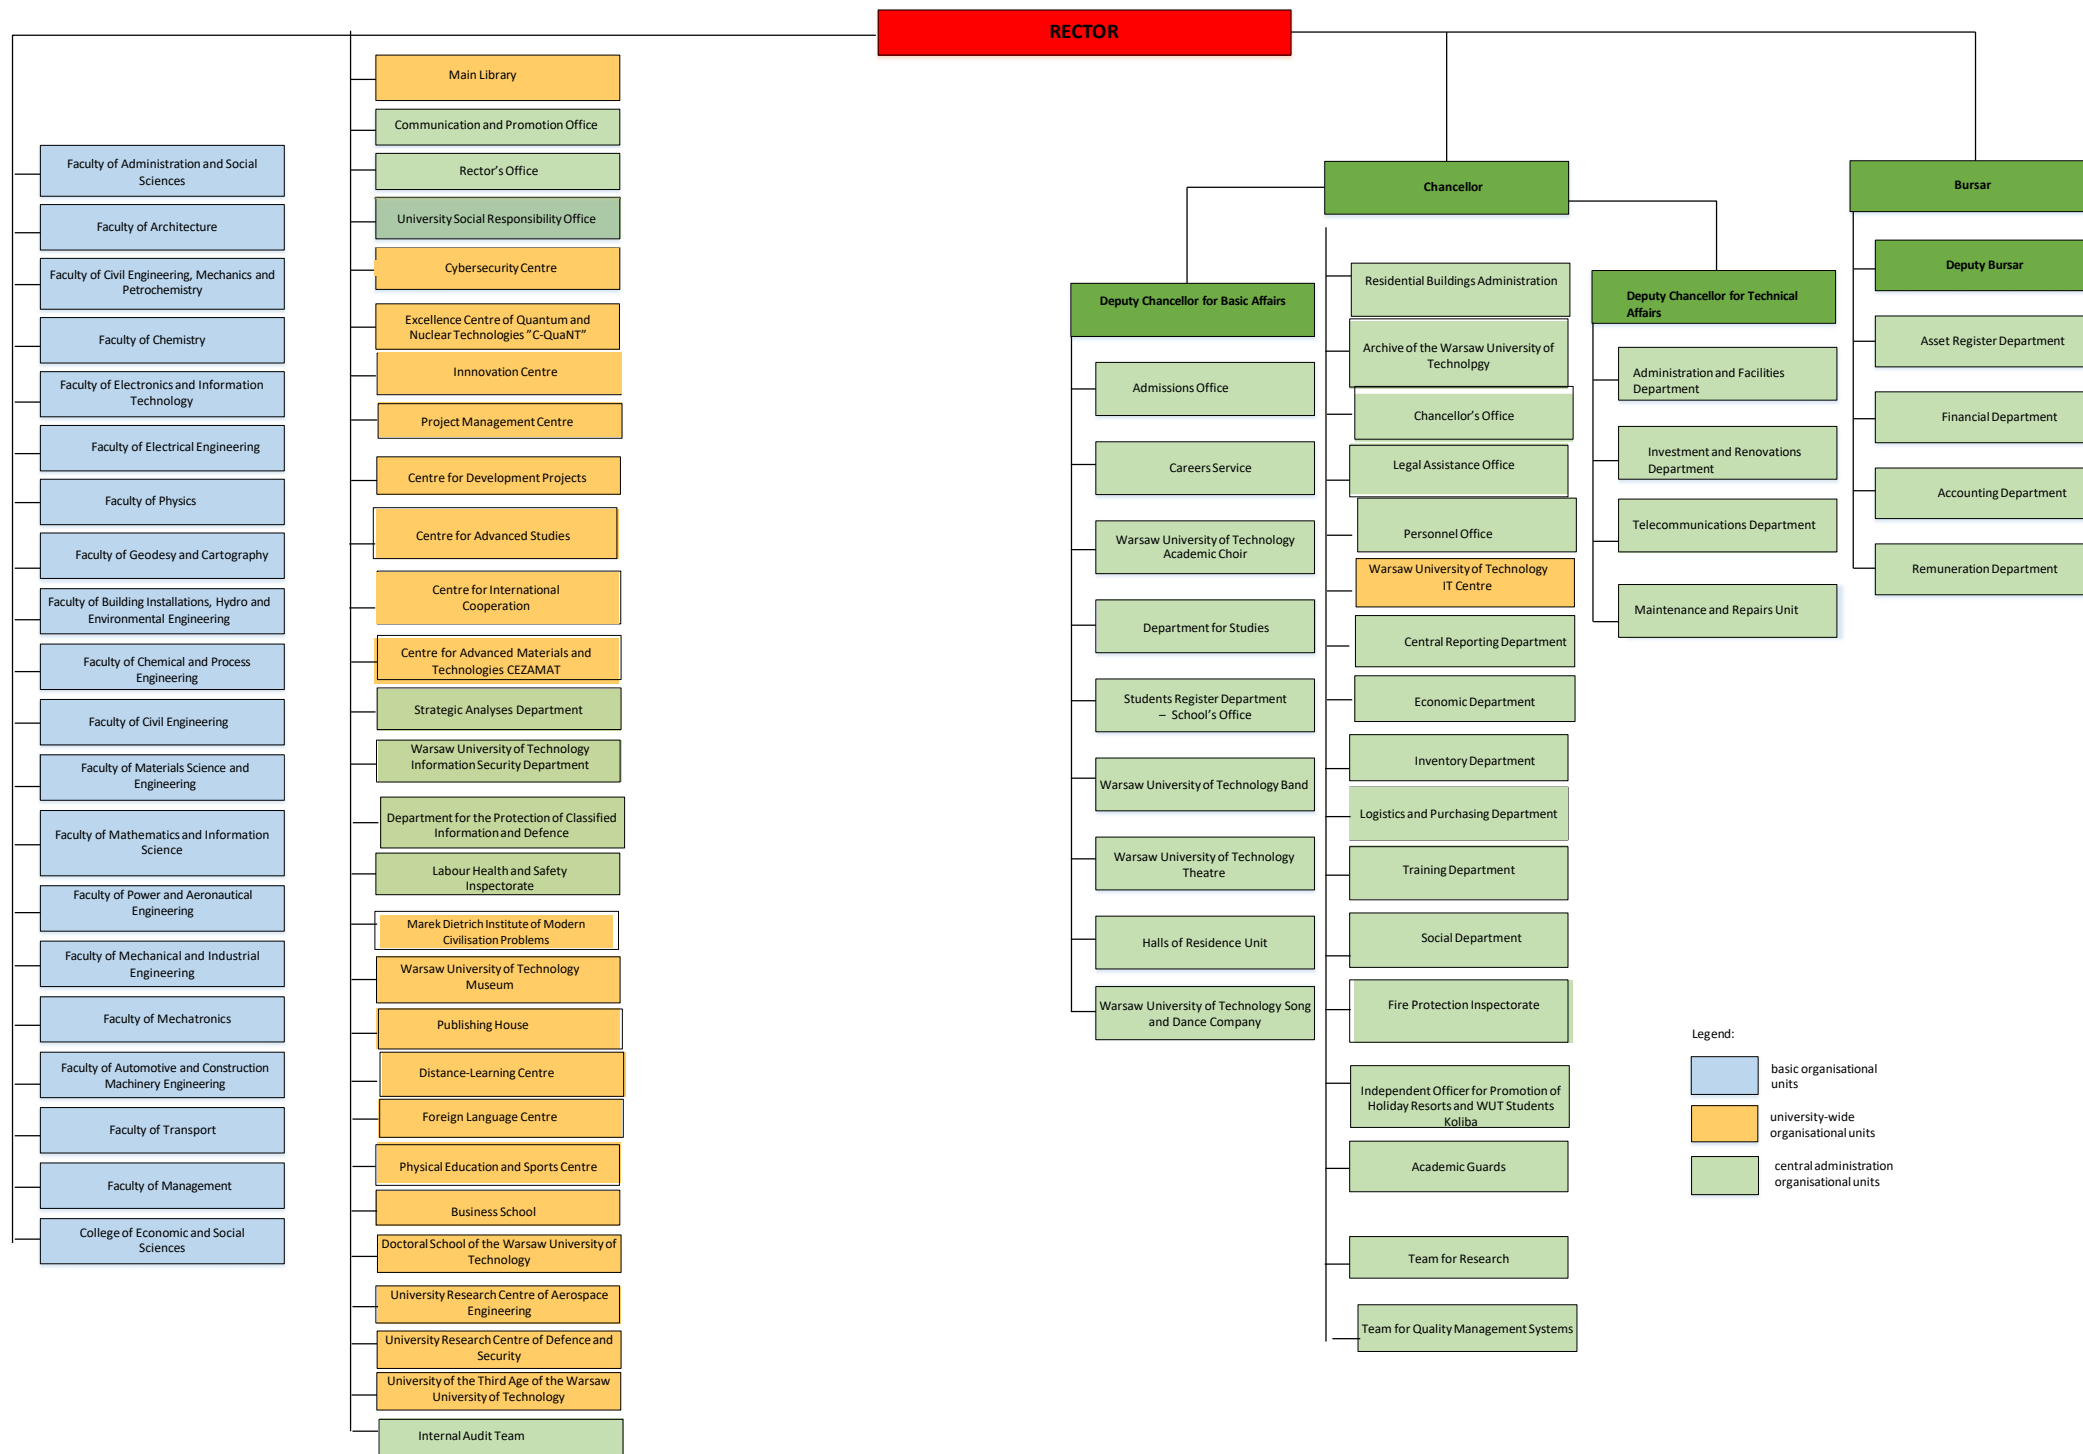 RECTOR
Main Library
Communication and Promotion Office
Rector's Office
University Social Responsibility Office
Cybersecurity Centre
Excellence Centre of Quantum and
Nuclear Technologies "C-QuaNT"
Innnovation Centre
Project Management Centre
Centre for Development Projects
Centre for Advanced Studies
Centre for International
Cooperation
Centre for Advanced Materials and
Technologies CEZAMAT
Strategic Analyses Department
Warsaw University of Technology
Information Security Department
Department for the Protection of Classified
Information and Defence
Labour Health and Safety
Inspectorate
Marek Dietrich Institute of Modern
Civilisation Problems
Warsaw University of Technology
Museum
Publishing House
Distance-Learning Centre
Foreign Language Centre
Physical Education and Sports Centre
Business School
Doctoral School of the Warsaw University of
Technology
University Research Centre of Aerospace
Engineering
University Research Centre of Defence and
Security
University of the Third Age of the Warsaw
University of Technology
Internal Audit Team
Faculty of Administration and Social
Sciences
Faculty of Architecture
Faculty of Civil Engineering, Mechanics and
Petrochemistry
Faculty of Chemistry
Faculty of Electronics and Information
Technology
Faculty of Electrical Engineering
Faculty of Physics
Faculty of Geodesy and Cartography
Faculty of Building Installations, Hydro and
Environmental Engineering
Faculty of Chemical and Process
Engineering
Faculty of Civil Engineering
Faculty of Materials Science and
Engineering
Faculty of Mathematics and Information
Science
Faculty of Power and Aeronautical
Engineering
Faculty of Mechanical and Industrial
Engineering
Faculty of Mechatronics
Faculty of Automotive and Construction
Machinery Engineering
Faculty of Transport
Faculty of Management
College of Economic and Social
Sciences
Chancellor
Deputy Chancellor for Basic Affairs
Admissions Office
Careers Service
Warsaw University of Technology
Academic Choir
Department for Studies
Students Register Department
– School's Office
Warsaw University of Technology Band
Warsaw University of Technology
Theatre
Halls of Residence Unit
Warsaw University of Technology Song
and Dance Company
Residential Buildings Administration
Archive of the Warsaw University of
Technolpgy
Chancellor's Office
Legal Assistance Office
Personnel Office
Warsaw University of Technology
IT Centre
Central Reporting Department
Economic Department
Inventory Department
Logistics and Purchasing Department
Training Department
Social Department
Fire Protection Inspectorate
Independent Officer for Promotion of
Holiday Resorts and WUT Students
Koliba
Academic Guards
Team for Research
Team for Quality Management Systems
Deputy Chancellor for Technical
Affairs
Administration and Facilities
Department
Investment and Renovations
Department
Telecommunications Department
Maintenance and Repairs Unit
Bursar
Deputy Bursar
Asset Register Department
Financial Department
Accounting Department
Remuneration Department
Legend:
basic organisational
units
university-wide
organisational units
central administration
organisational units